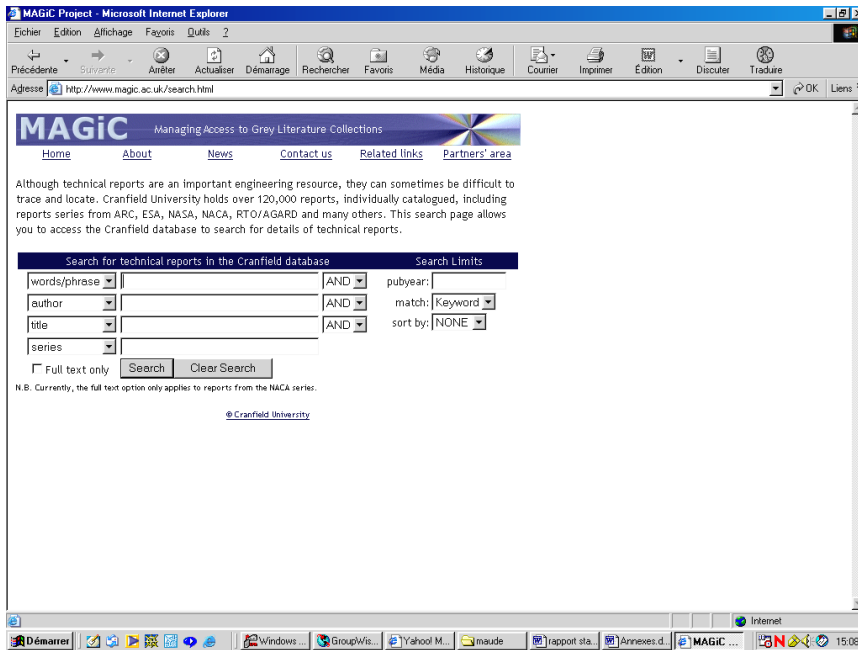 MAGiC Project - Microsoft Internet Explorer
Fichier Edition Affichage Favoris Outils ?
Précédente Suivante Arrêter Actualiser Démarrage Rechercher Favoris Média Historique Courrier Imprimer Édition Discuter Traduire
Adresse http://www.magic.ac.uk/search.html OK Liens
MAGiC Managing Access to Grey Literature Collections
Home About News Contact us Related links Partners' area
Although technical reports are an important engineering resource, they can sometimes be difficult to
trace and locate. Cranfield University holds over 120,000 reports, individually catalogued, including
reports series from ARC, ESA, NASA, NACA, RTO/AGARD and many others. This search page allows
you to access the Cranfield database to search for details of technical reports.
Search for technical reports in the Cranfield database Search Limits
words/phrase AND pubyear:
author AND match: Keyword
title AND sort by: NONE
series
Full text only Search Clear Search
N.B. Currently, the full text option only applies to reports from the NACA series.
© Cranfield University
Internet
Démarrer Windows ... GroupWis... Yahoo! M... maude rapport sta... Annexes.d... MAGiC ... 15:09